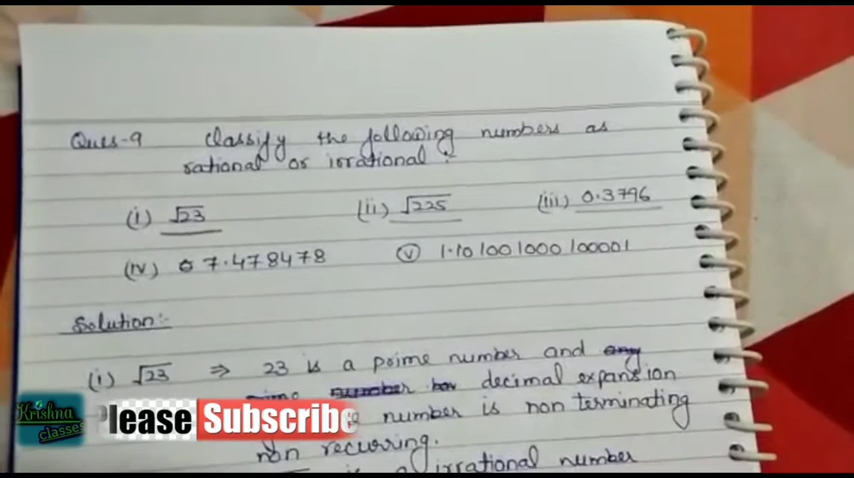 Ques-9 Classify the following numbers as
rational or irrational :-
(i) √23 (ii) √225 (iii) 0.3796
(iv) 7.478478 (v) 1.101001000100001
Solution:-
(i) √23 ⇒ 23 is a prime number and any
number decimal expansion
number is non terminating
non recurring.
irrational number
Krishna
classes
Please Subscribe